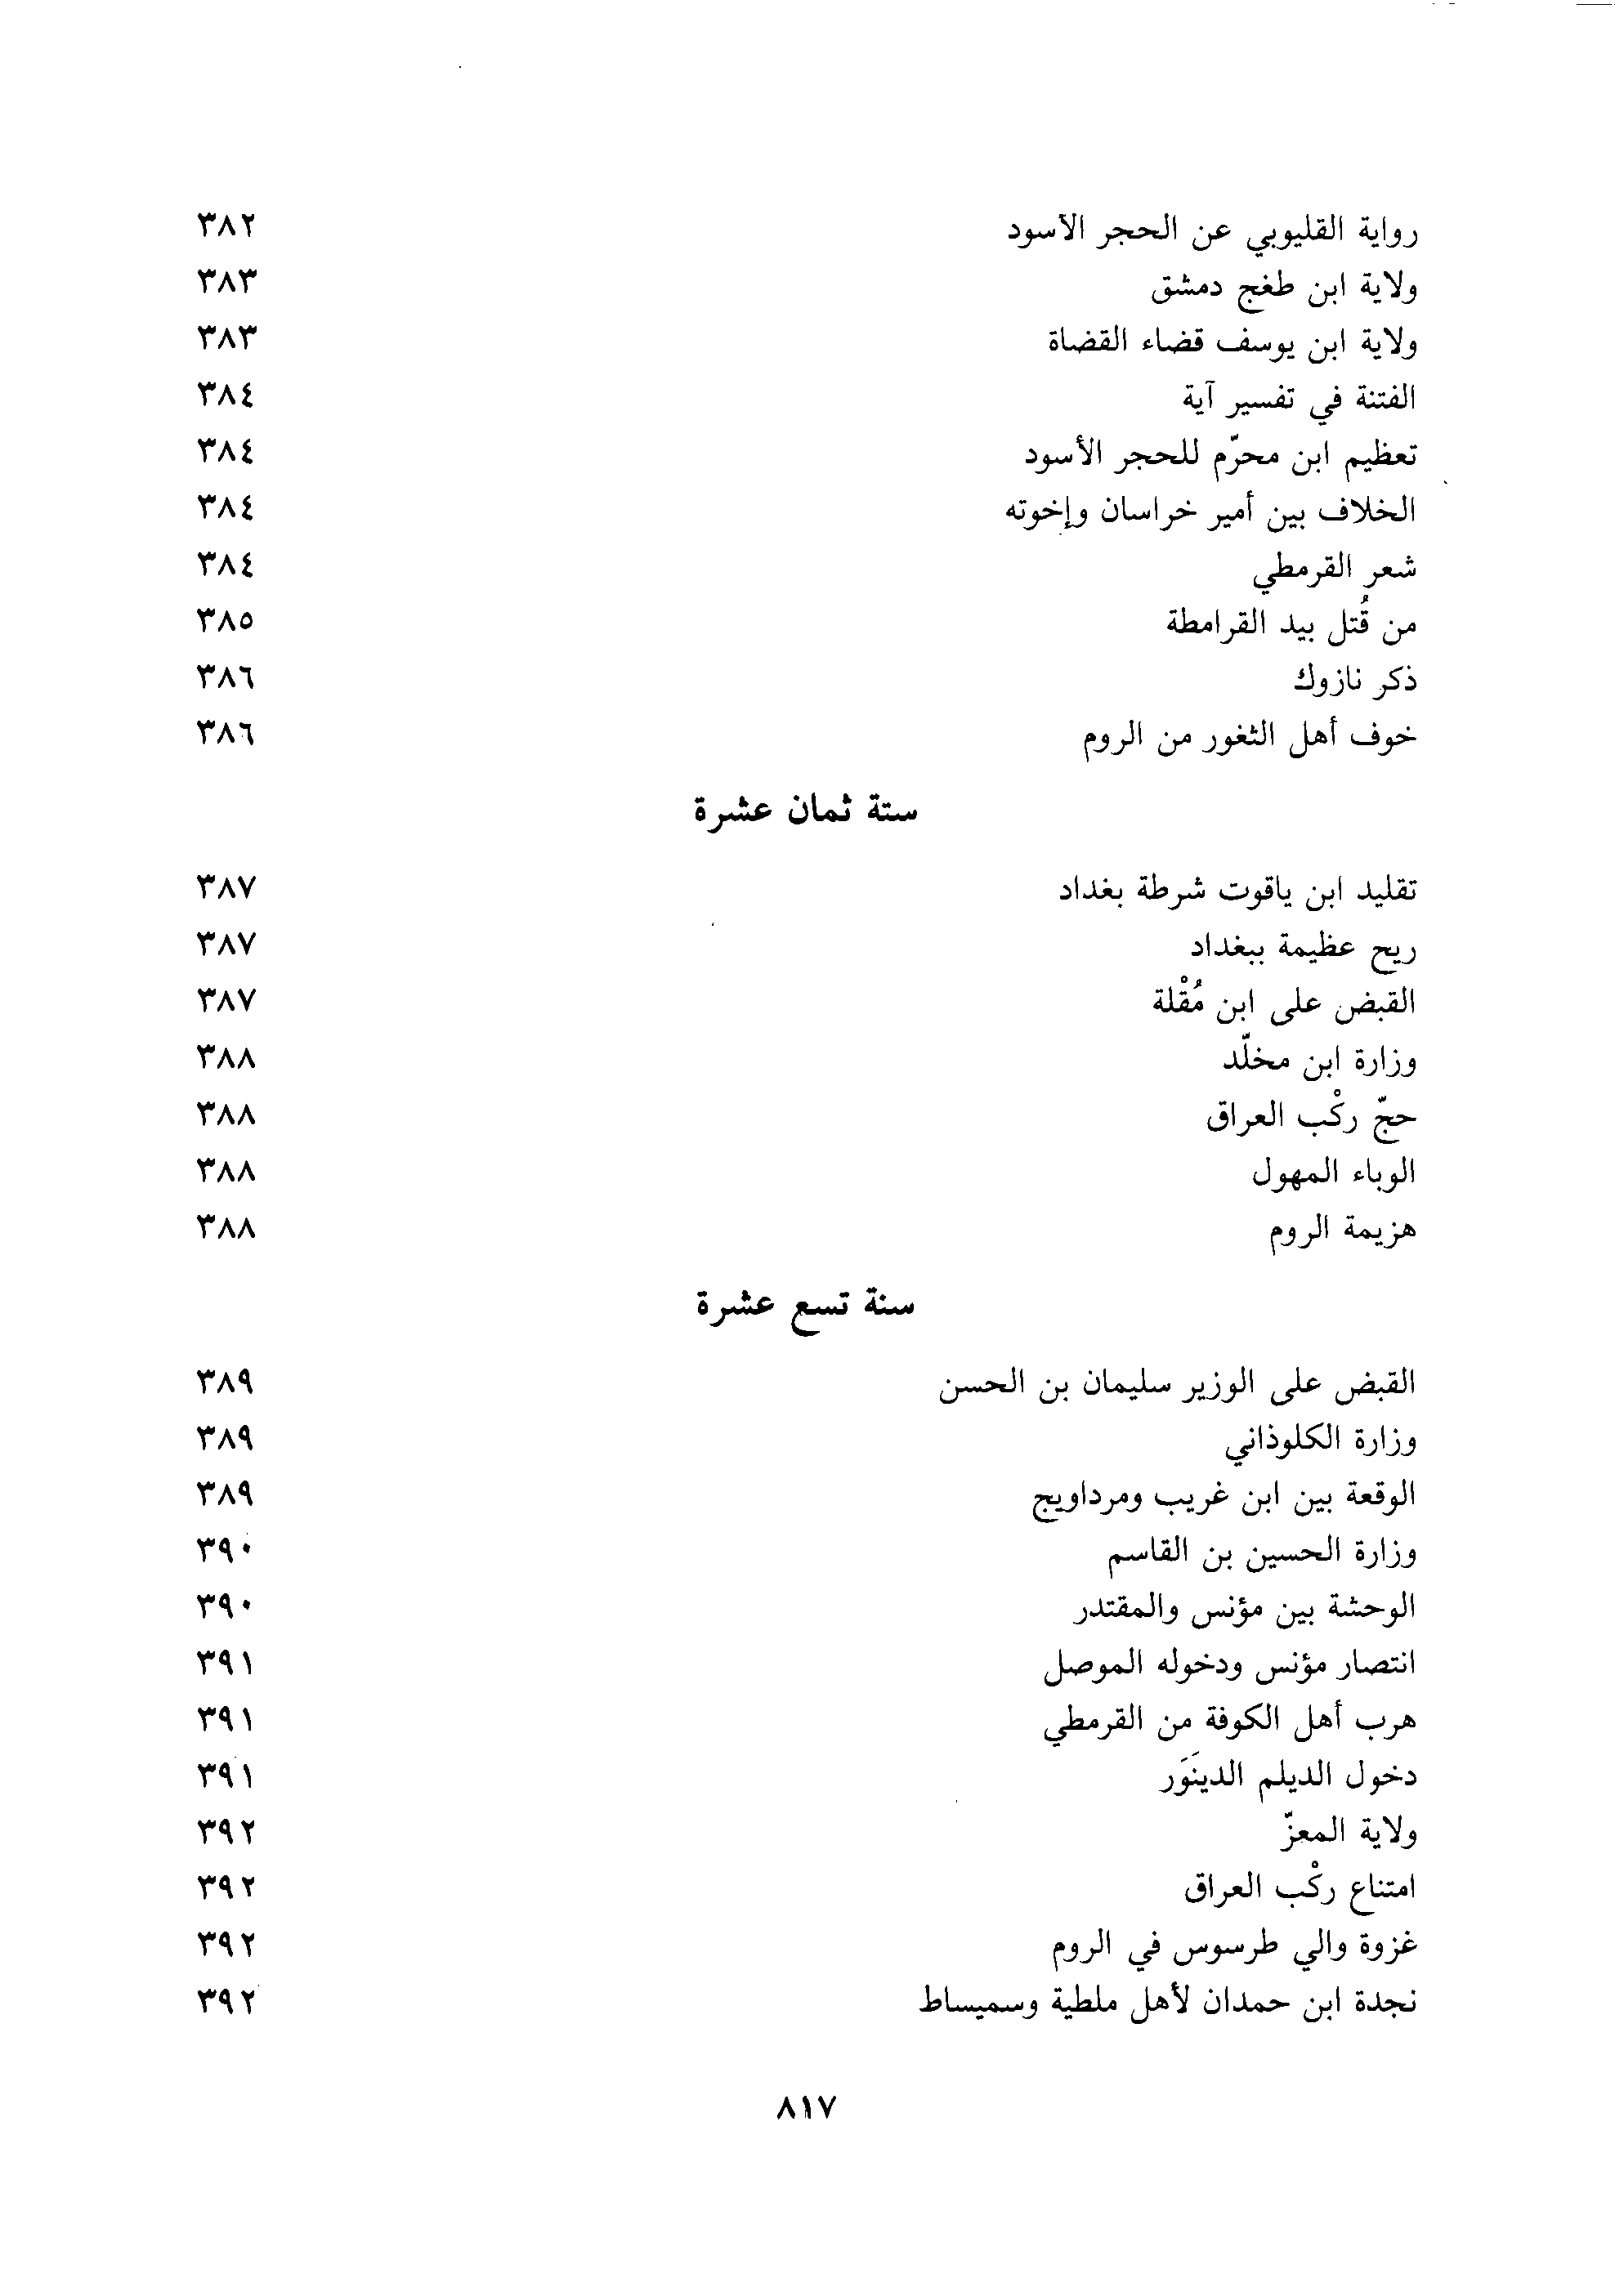 رواية القليوبي عن الحجر الآسود ٣٨٢
ولاية ابن طغج دمشق ٣٨٣
ولاية ابن يوسف قضاء القضاة ٣٨٣
الفتنة في تفسير آية ٣٨٤
تعظيم ابن محرّم للحجر الأسود ٣٨٤
الخلاف بين أمير خراسان وإخوته ٣٨٤
شعر القرمطي ٣٨٤
من قُتل بيد القرامطة ٣٨٥
ذكر نازوك ٣٨٦
خوف أهل الثغور من الروم ٣٨٦
ستة ثمان عشرة
تقليد ابن ياقوت شرطة بغداد ٣٨٧
ريح عظيمة ببغداد ٣٨٧
القبض على ابن مُقْلة ٣٨٧
وزارة ابن مخلّد ٣٨٨
حجّ ركْب العراق ٣٨٨
الوباء المهول ٣٨٨
هزيمة الروم ٣٨٨
سنة تسع عشرة
القبض على الوزير سليمان بن الحسن ٣٨٩
وزارة الكلوذاني ٣٨٩
الوقعة بين ابن غريب ومرداويج ٣٨٩
وزارة الحسين بن القاسم ٣٩٠
الوحشة بين مؤنس والمقتدر ٣٩٠
انتصار مؤنس ودخوله الموصل ٣٩١
هرب أهل الكوفة من القرمطي ٣٩١
دخول الديلم الدينَوَر ٣٩١
ولاية المعزّ ٣٩٢
امتناع ركْب العراق ٣٩٢
غزوة والي طرسوس في الروم ٣٩٢
نجدة ابن حمدان لأهل ملطية وسميساط ٣٩٢
٨١٧